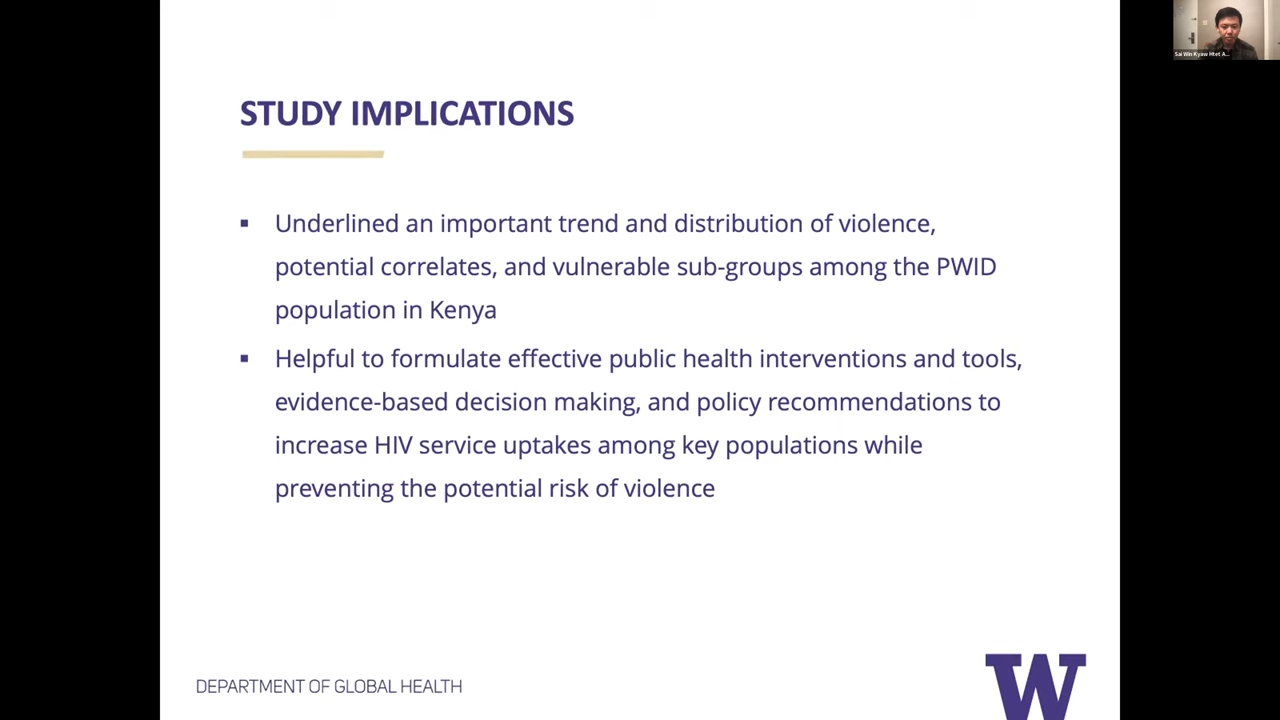 Sai Win Kyaw Htet A...
STUDY IMPLICATIONS
▪ Underlined an important trend and distribution of violence,
potential correlates, and vulnerable sub-groups among the PWID
population in Kenya
▪ Helpful to formulate effective public health interventions and tools,
evidence-based decision making, and policy recommendations to
increase HIV service uptakes among key populations while
preventing the potential risk of violence
DEPARTMENT OF GLOBAL HEALTH
W